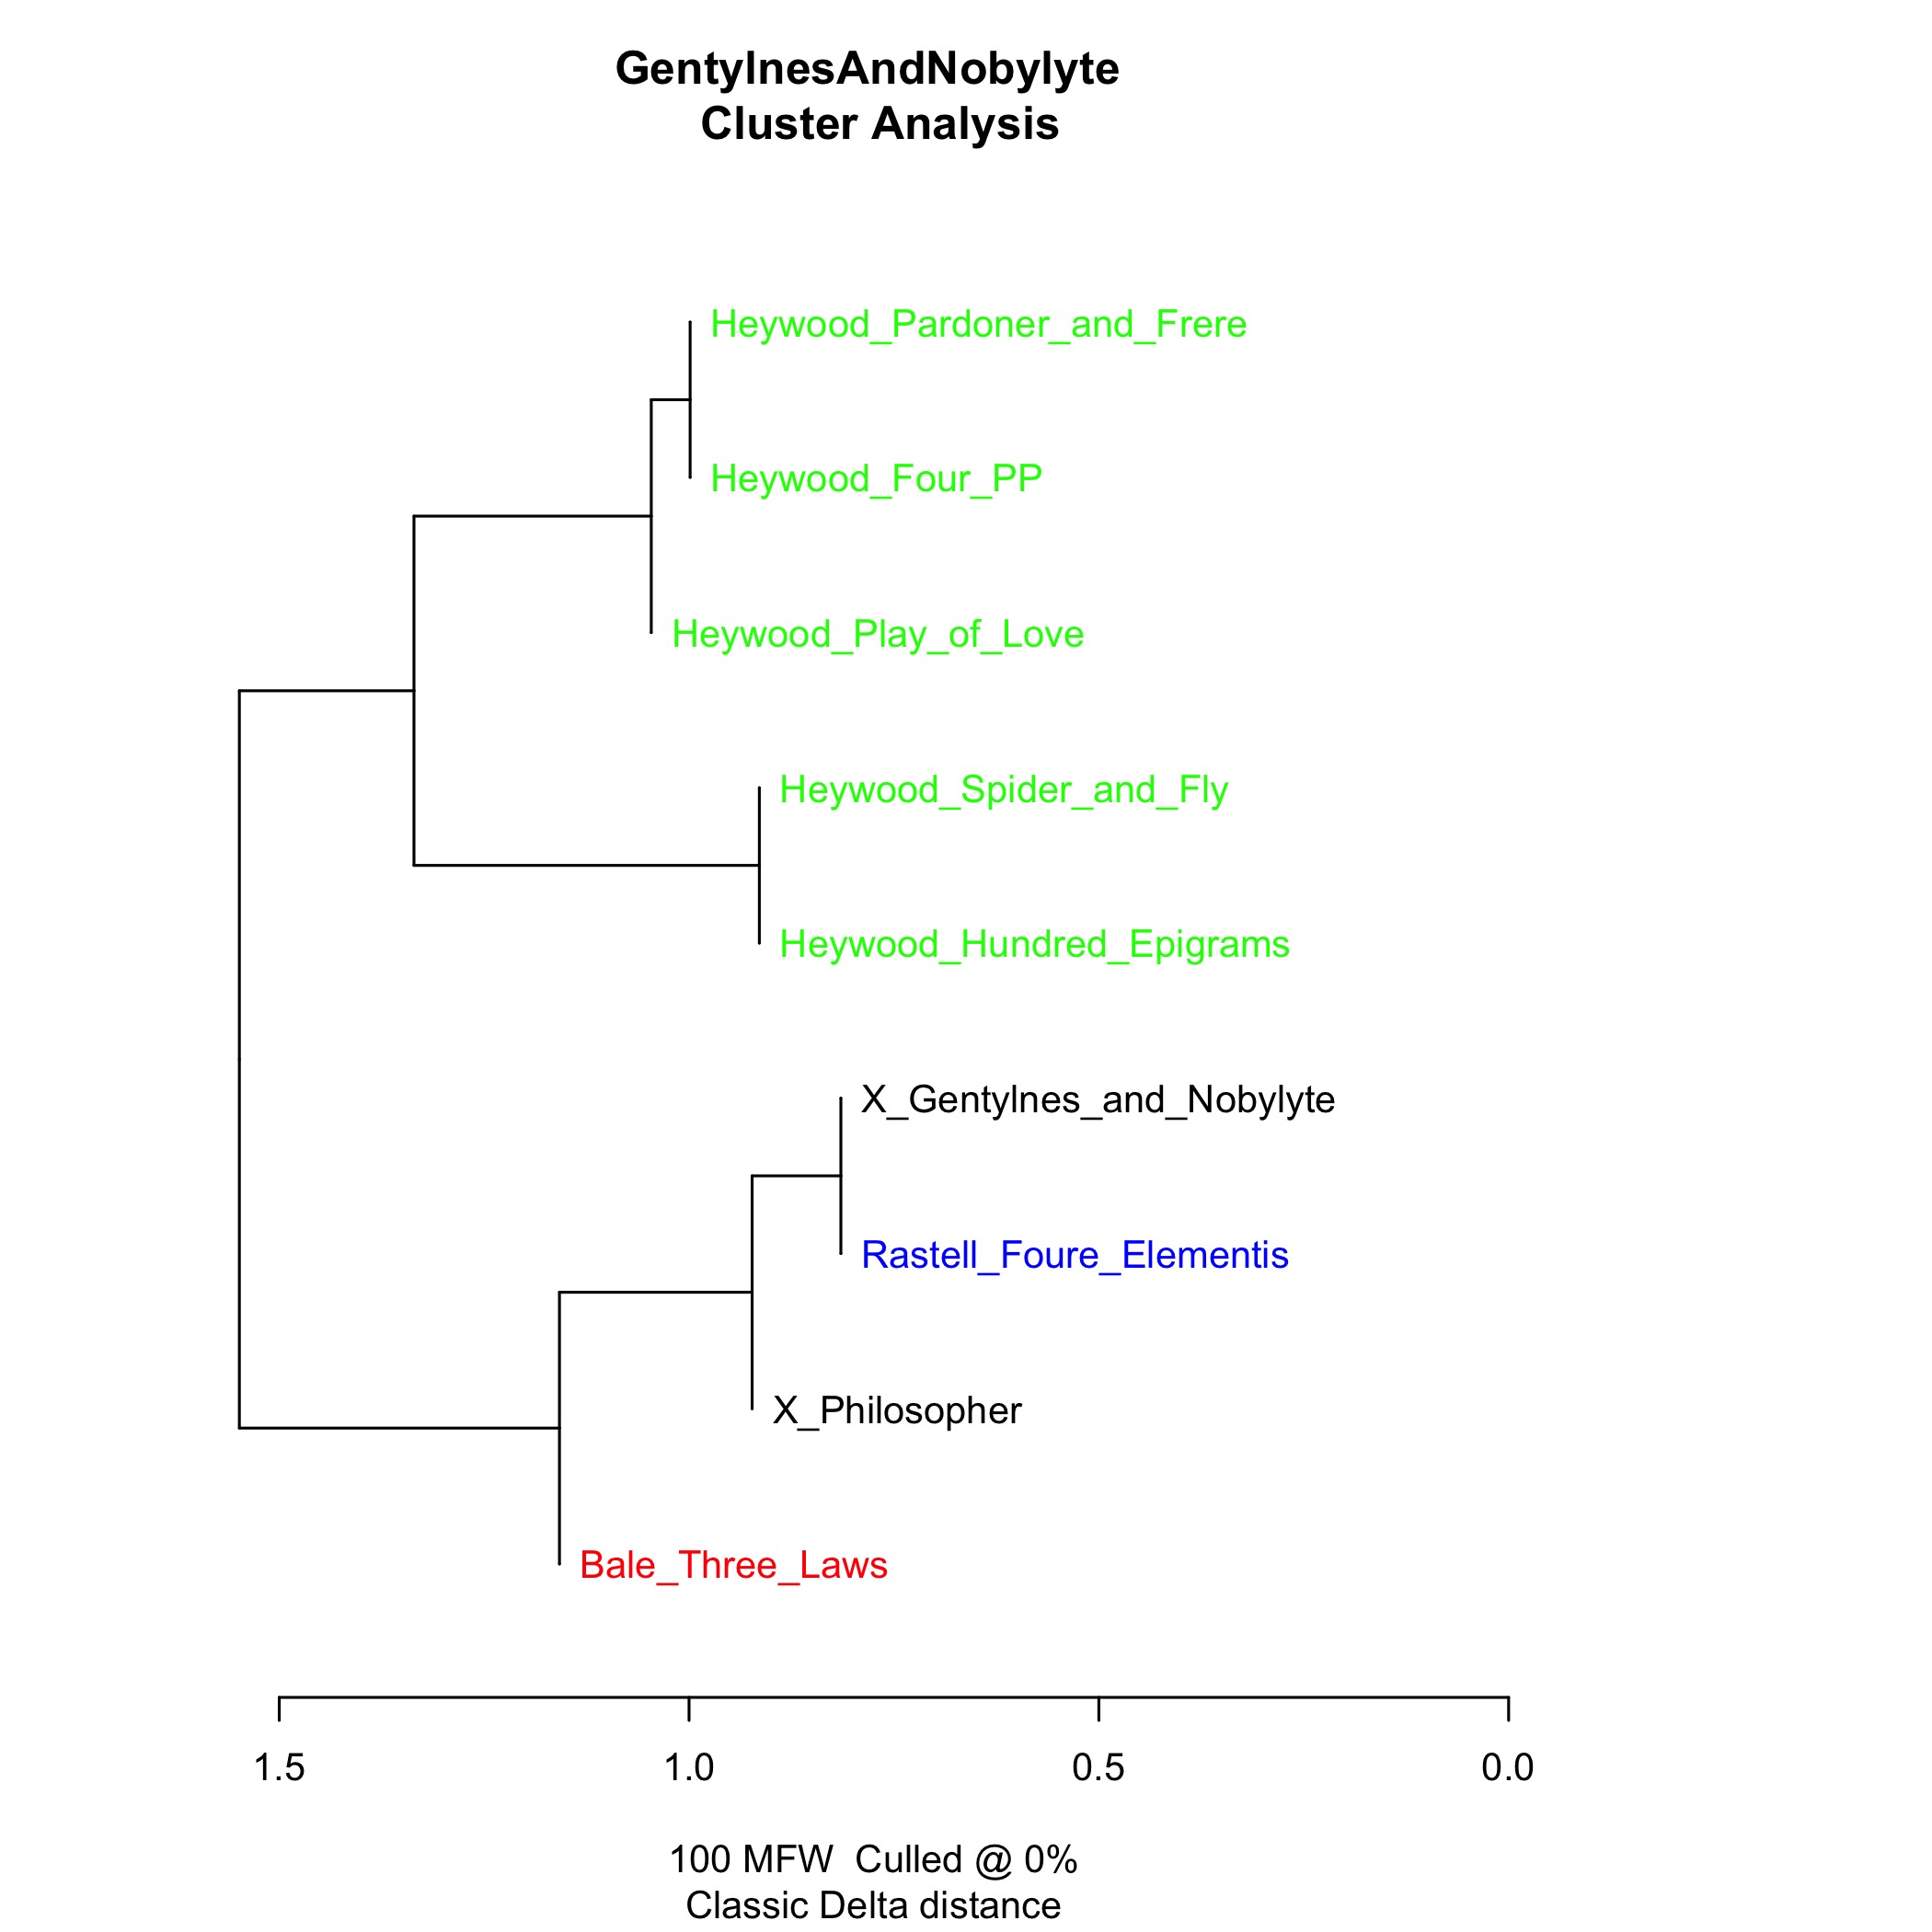 GentylnesAndNobylyte
Cluster Analysis
Heywood_Pardoner_and_Frere
Heywood_Four_PP
Heywood_Play_of_Love
Heywood_Spider_and_Fly
Heywood_Hundred_Epigrams
X_Gentylnes_and_Nobylyte
Rastell_Foure_Elementis
X_Philosopher
Bale_Three_Laws
1.5 1.0 0.5 0.0
100 MFW  Culled @ 0%
Classic Delta distance